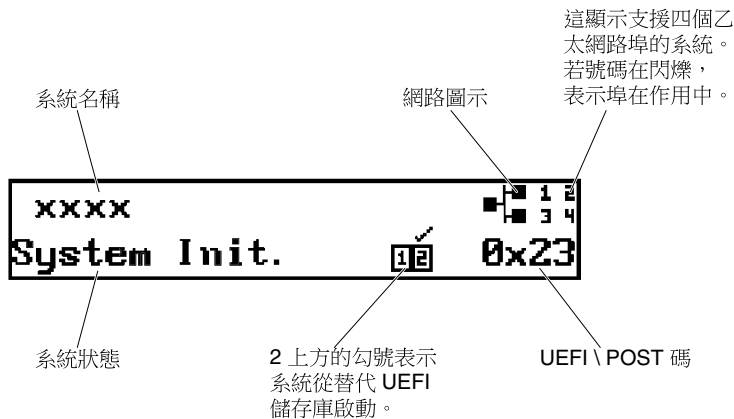 這顯示支援四個乙
太網路埠的系統。
若號碼在閃爍，
表示埠在作用中。
系統名稱
網路圖示
xxxx
1 2
3 4
System Init.
1 2
0x23
系統狀態
2 上方的勾號表示
系統從替代 UEFI
儲存庫啟動。
UEFI \ POST 碼